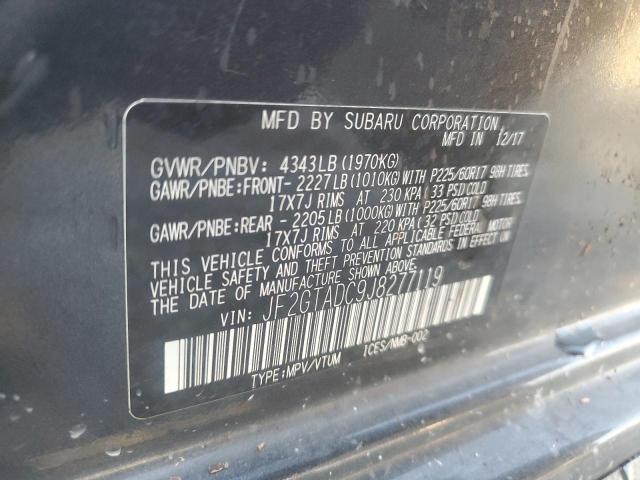 MFD BY SUBARU CORPORATION
MFD IN 12/17
GVWR/PNBV: 4343LB(1970KG)
GAWR/PNBE:FRONT-2227LB(1010KG)WITH P225/60R17 98H TIRES
17X7J RIMS AT 230 KPA(33 PSI)COLD
GAWR/PNBE:REAR -2205LB(1000KG)WITH P225/60R17 98H TIRES
17X7J RIMS AT 220 KPA(32 PSI)COLD
THIS VEHICLE CONFORMS TO ALL APPLICABLE FEDERAL MOTOR
VEHICLE SAFETY AND THEFT PREVENTION STANDARDS IN EFFECT ON
THE DATE OF MANUFACTURE SHOWN ABOVE.
VIN: JF2GTADC9J8277119
TYPE:MPV/VTUM ICES/NMB-002